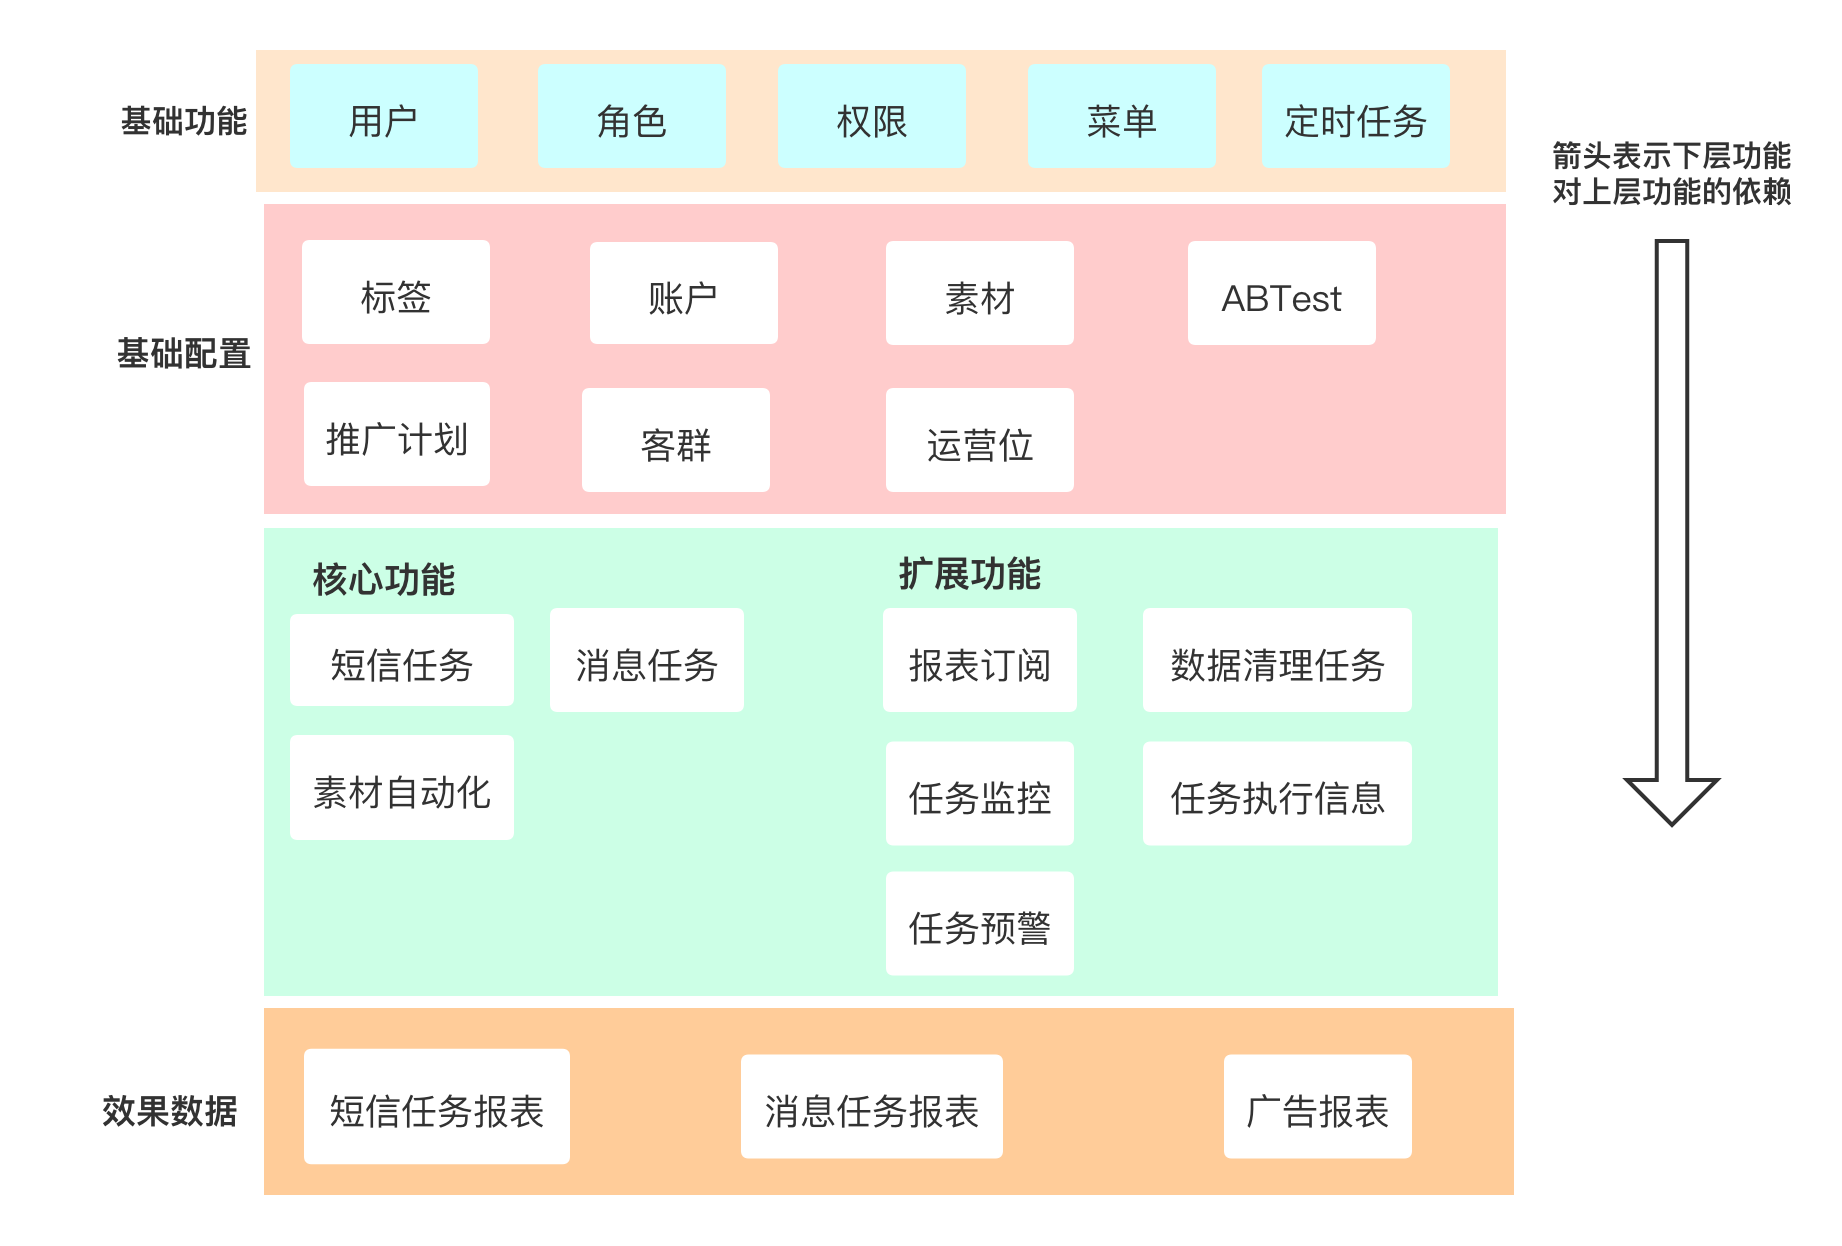 基础功能
用户
角色
权限
菜单
定时任务
箭头表示下层功能
对上层功能的依赖
基础配置
标签
账户
素材
ABTest
推广计划
客群
运营位
核心功能
短信任务
消息任务
素材自动化
扩展功能
报表订阅
数据清理任务
任务监控
任务执行信息
任务预警
效果数据
短信任务报表
消息任务报表
广告报表